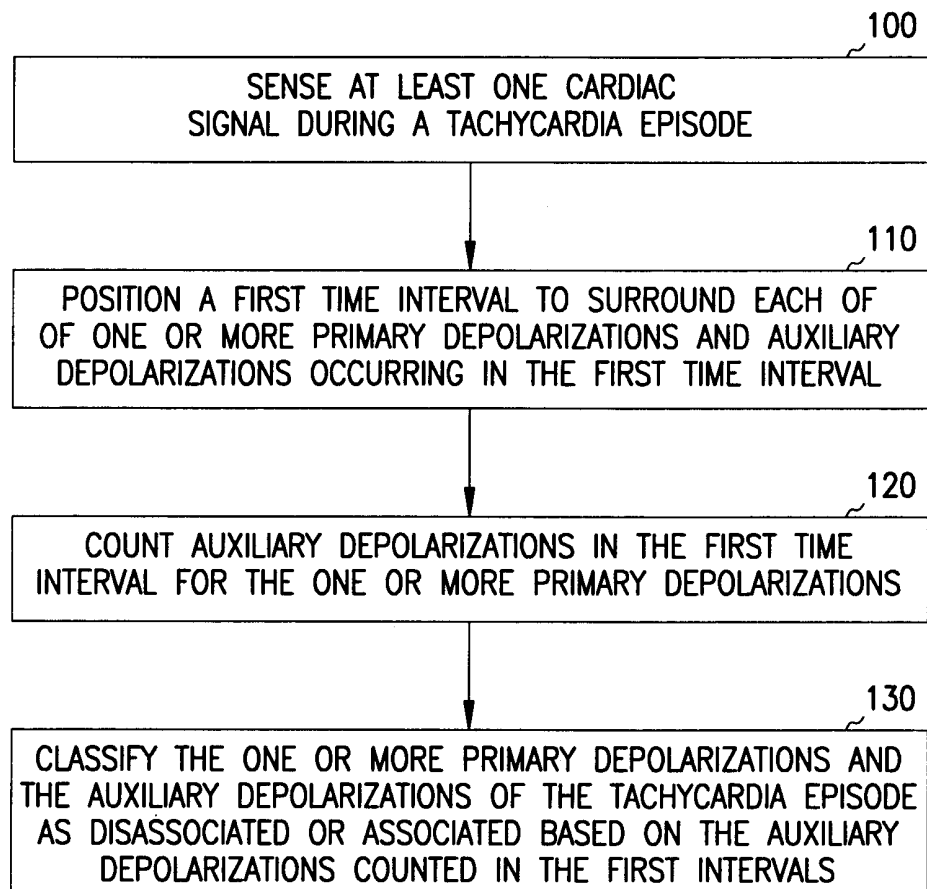 100
SENSE AT LEAST ONE CARDIAC
SIGNAL DURING A TACHYCARDIA EPISODE
110
POSITION A FIRST TIME INTERVAL TO SURROUND EACH OF
OF ONE OR MORE PRIMARY DEPOLARIZATIONS AND AUXILIARY
DEPOLARIZATIONS OCCURRING IN THE FIRST TIME INTERVAL
120
COUNT AUXILIARY DEPOLARIZATIONS IN THE FIRST TIME
INTERVAL FOR THE ONE OR MORE PRIMARY DEPOLARIZATIONS
130
CLASSIFY THE ONE OR MORE PRIMARY DEPOLARIZATIONS AND
THE AUXILIARY DEPOLARIZATIONS OF THE TACHYCARDIA EPISODE
AS DISASSOCIATED OR ASSOCIATED BASED ON THE AUXILIARY
DEPOLARIZATIONS COUNTED IN THE FIRST INTERVALS